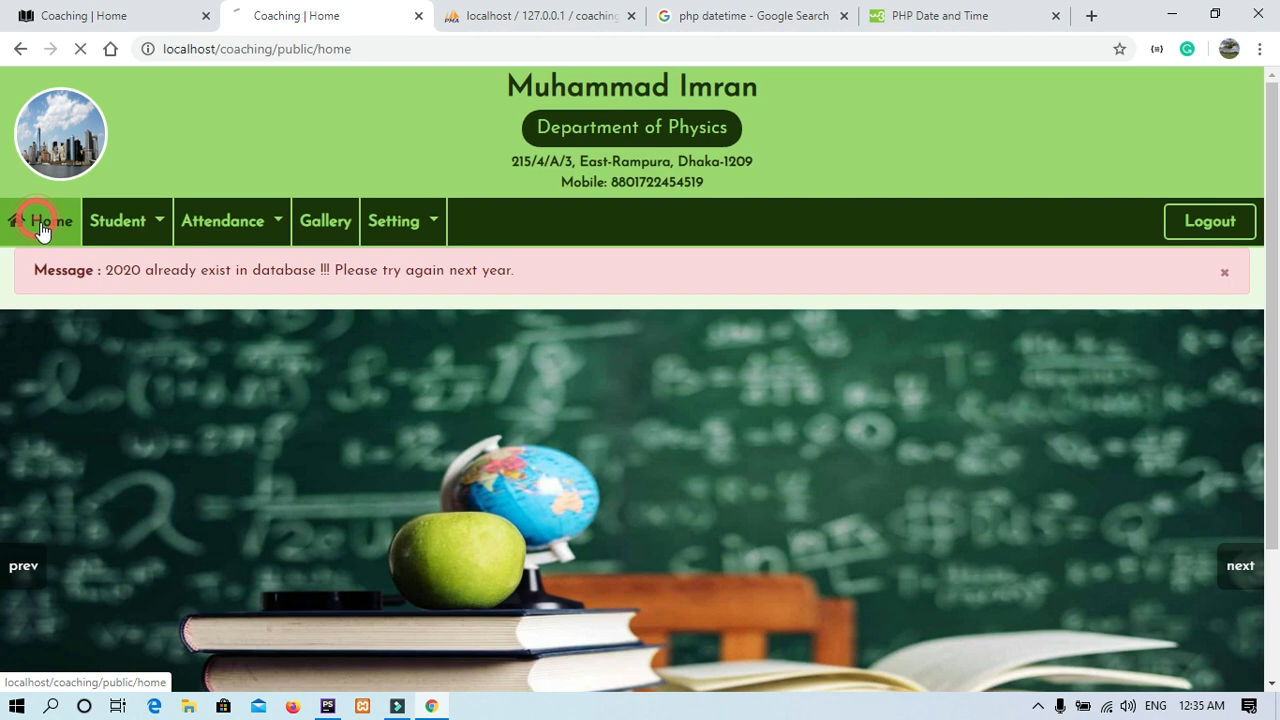 Coaching | Home
Coaching | Home
localhost / 127.0.0.1 / coaching
php datetime - Google Search
PHP Date and Time
localhost/coaching/public/home
Muhammad Imran
Department of Physics
215/4/A/3, East-Rampura, Dhaka-1209
Mobile: 8801722454519
Home
Student
Attendance
Gallery
Setting
Logout
Message : 2020 already exist in database !!! Please try again next year.
prev
next
localhost/coaching/public/home
ENG
12:35 AM